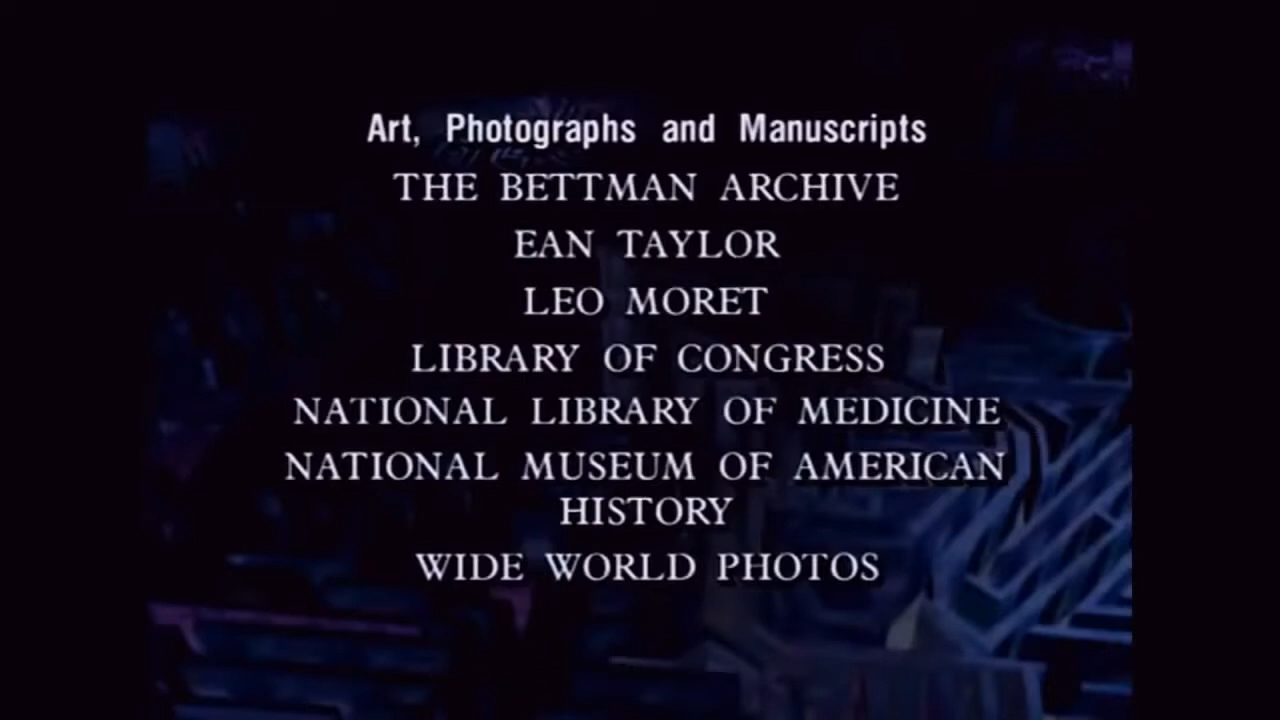 Art, Photographs and Manuscripts
THE BETTMAN ARCHIVE
EAN TAYLOR
LEO MORET
LIBRARY OF CONGRESS
NATIONAL LIBRARY OF MEDICINE
NATIONAL MUSEUM OF AMERICAN
HISTORY
WIDE WORLD PHOTOS